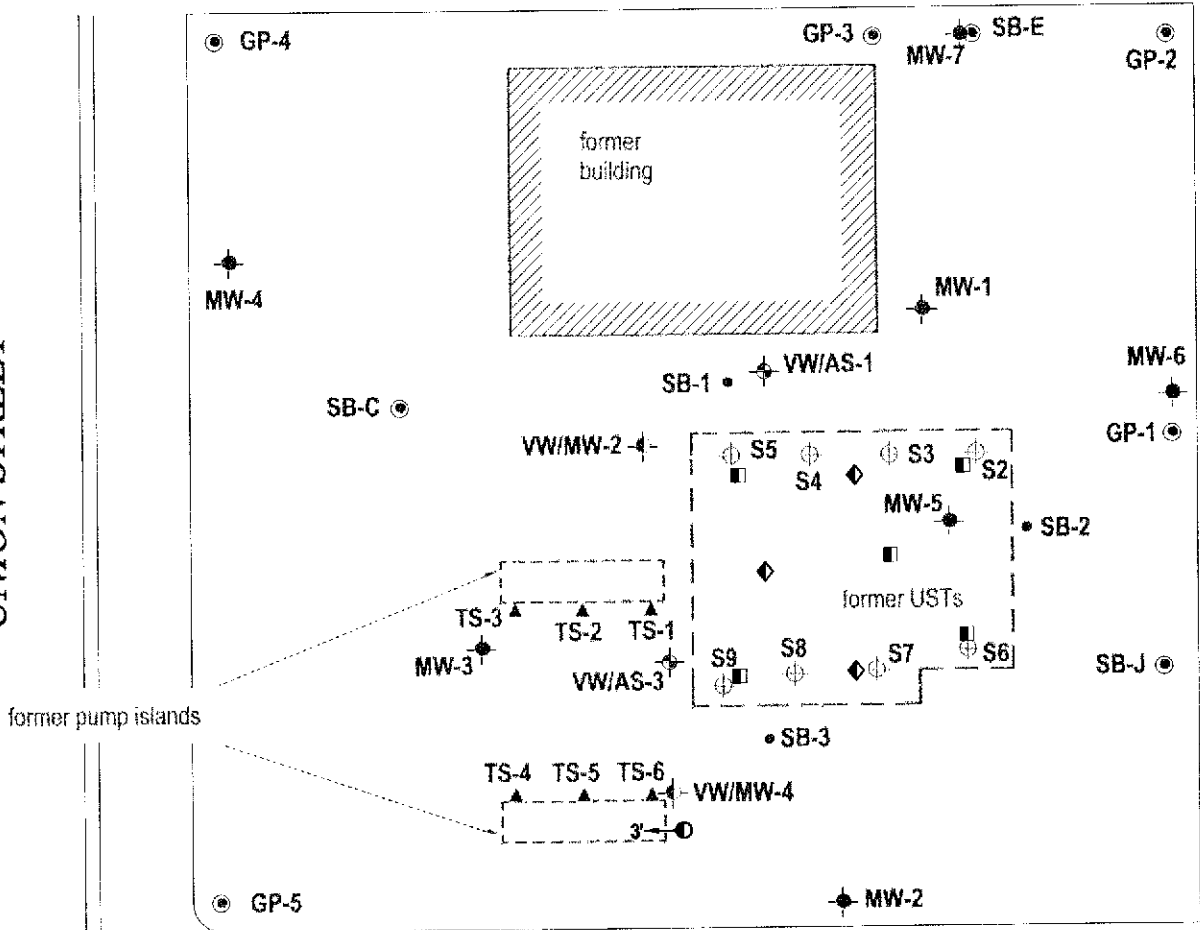 GP-4
GP-3
SB-E
MW-7
GP-2
former
building
MW-4
MW-1
MW-6
VW/AS-1
SB-1
SB-C
GP-1
VW/MW-2
S5
S3
S4
S2
MW-5
SB-2
former USTs
TS-3
TS-2
TS-1
MW-3
VW/AS-3
S9
S8
S7
S6
SB-J
former pump islands
SB-3
TS-4
TS-5
TS-6
VW/MW-4
3'
GP-5
MW-2